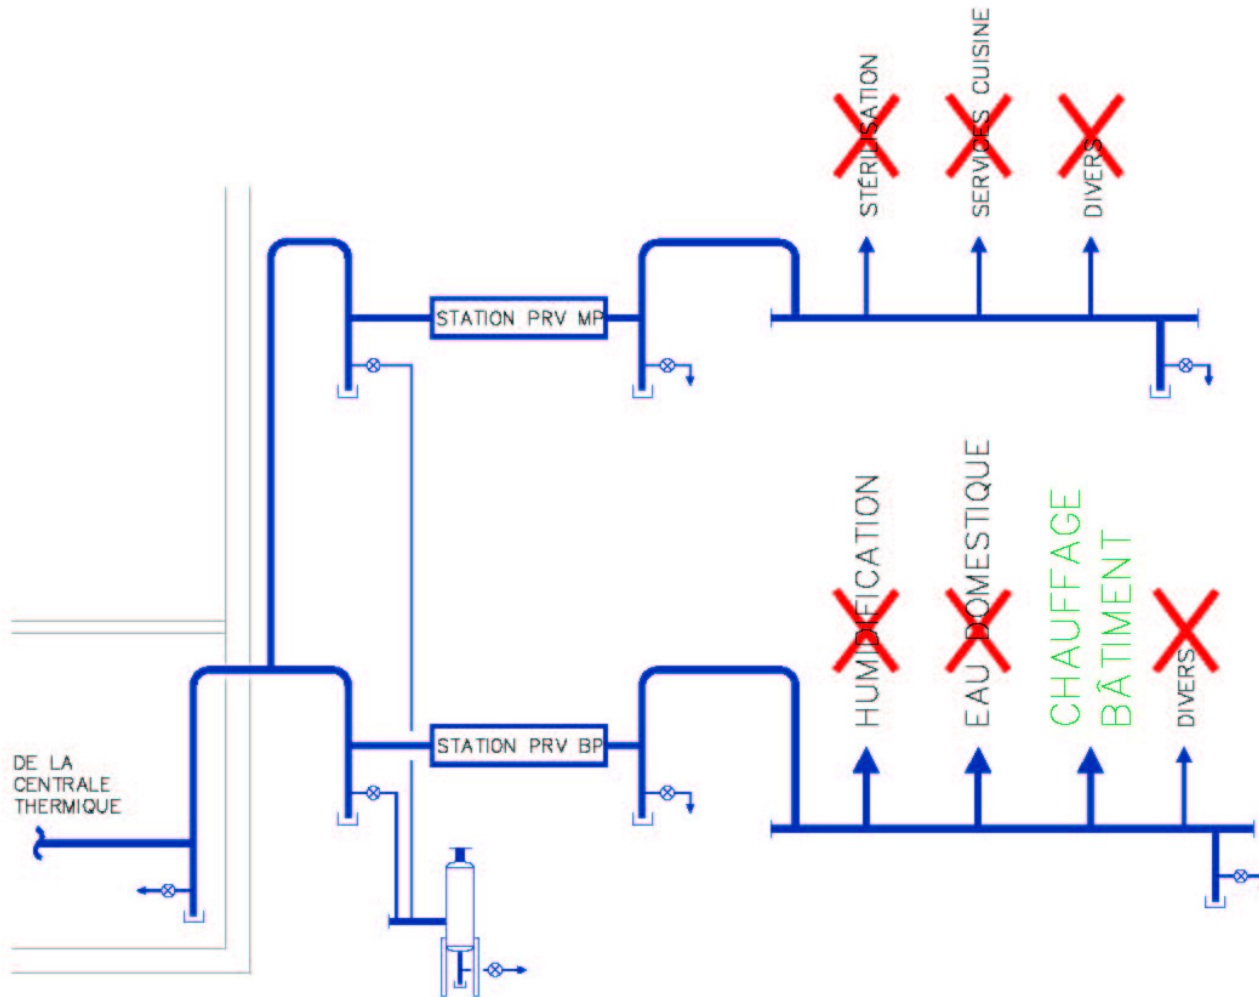 STÉRILISATION
SERVICES CUISINE
DIVERS
STATION PRV MP
HUMIDIFICATION
EAU DOMESTIQUE
CHAUFFAGE
BÂTIMENT
DIVERS
STATION PRV BP
DE LA
CENTRALE
THERMIQUE